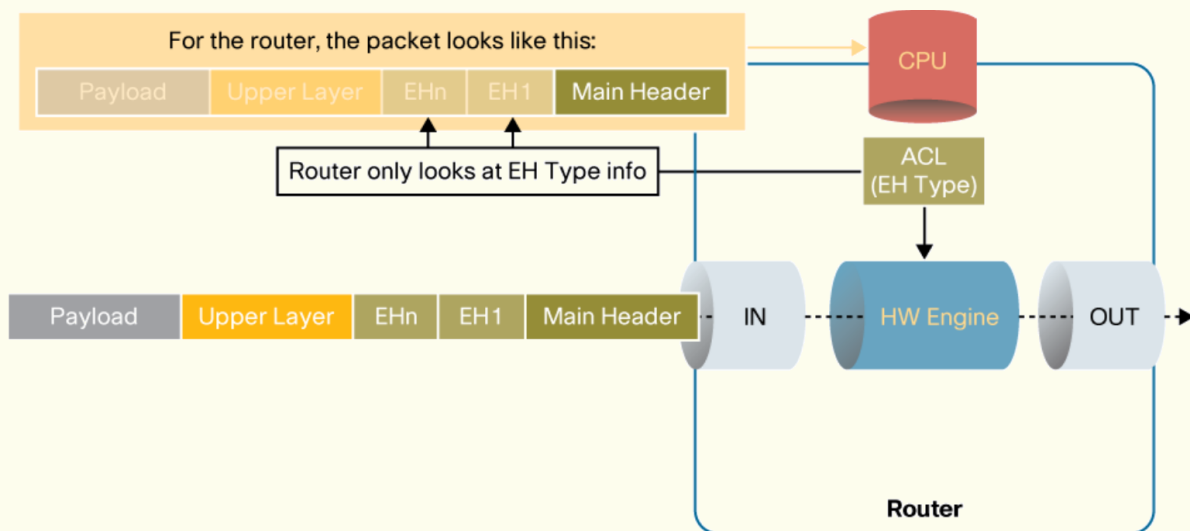 For the router, the packet looks like this:
CPU
Payload Upper Layer EHn EH1 Main Header
Router only looks at EH Type info
ACL
(EH Type)
Payload Upper Layer EHn EH1 Main Header IN HW Engine OUT
Router